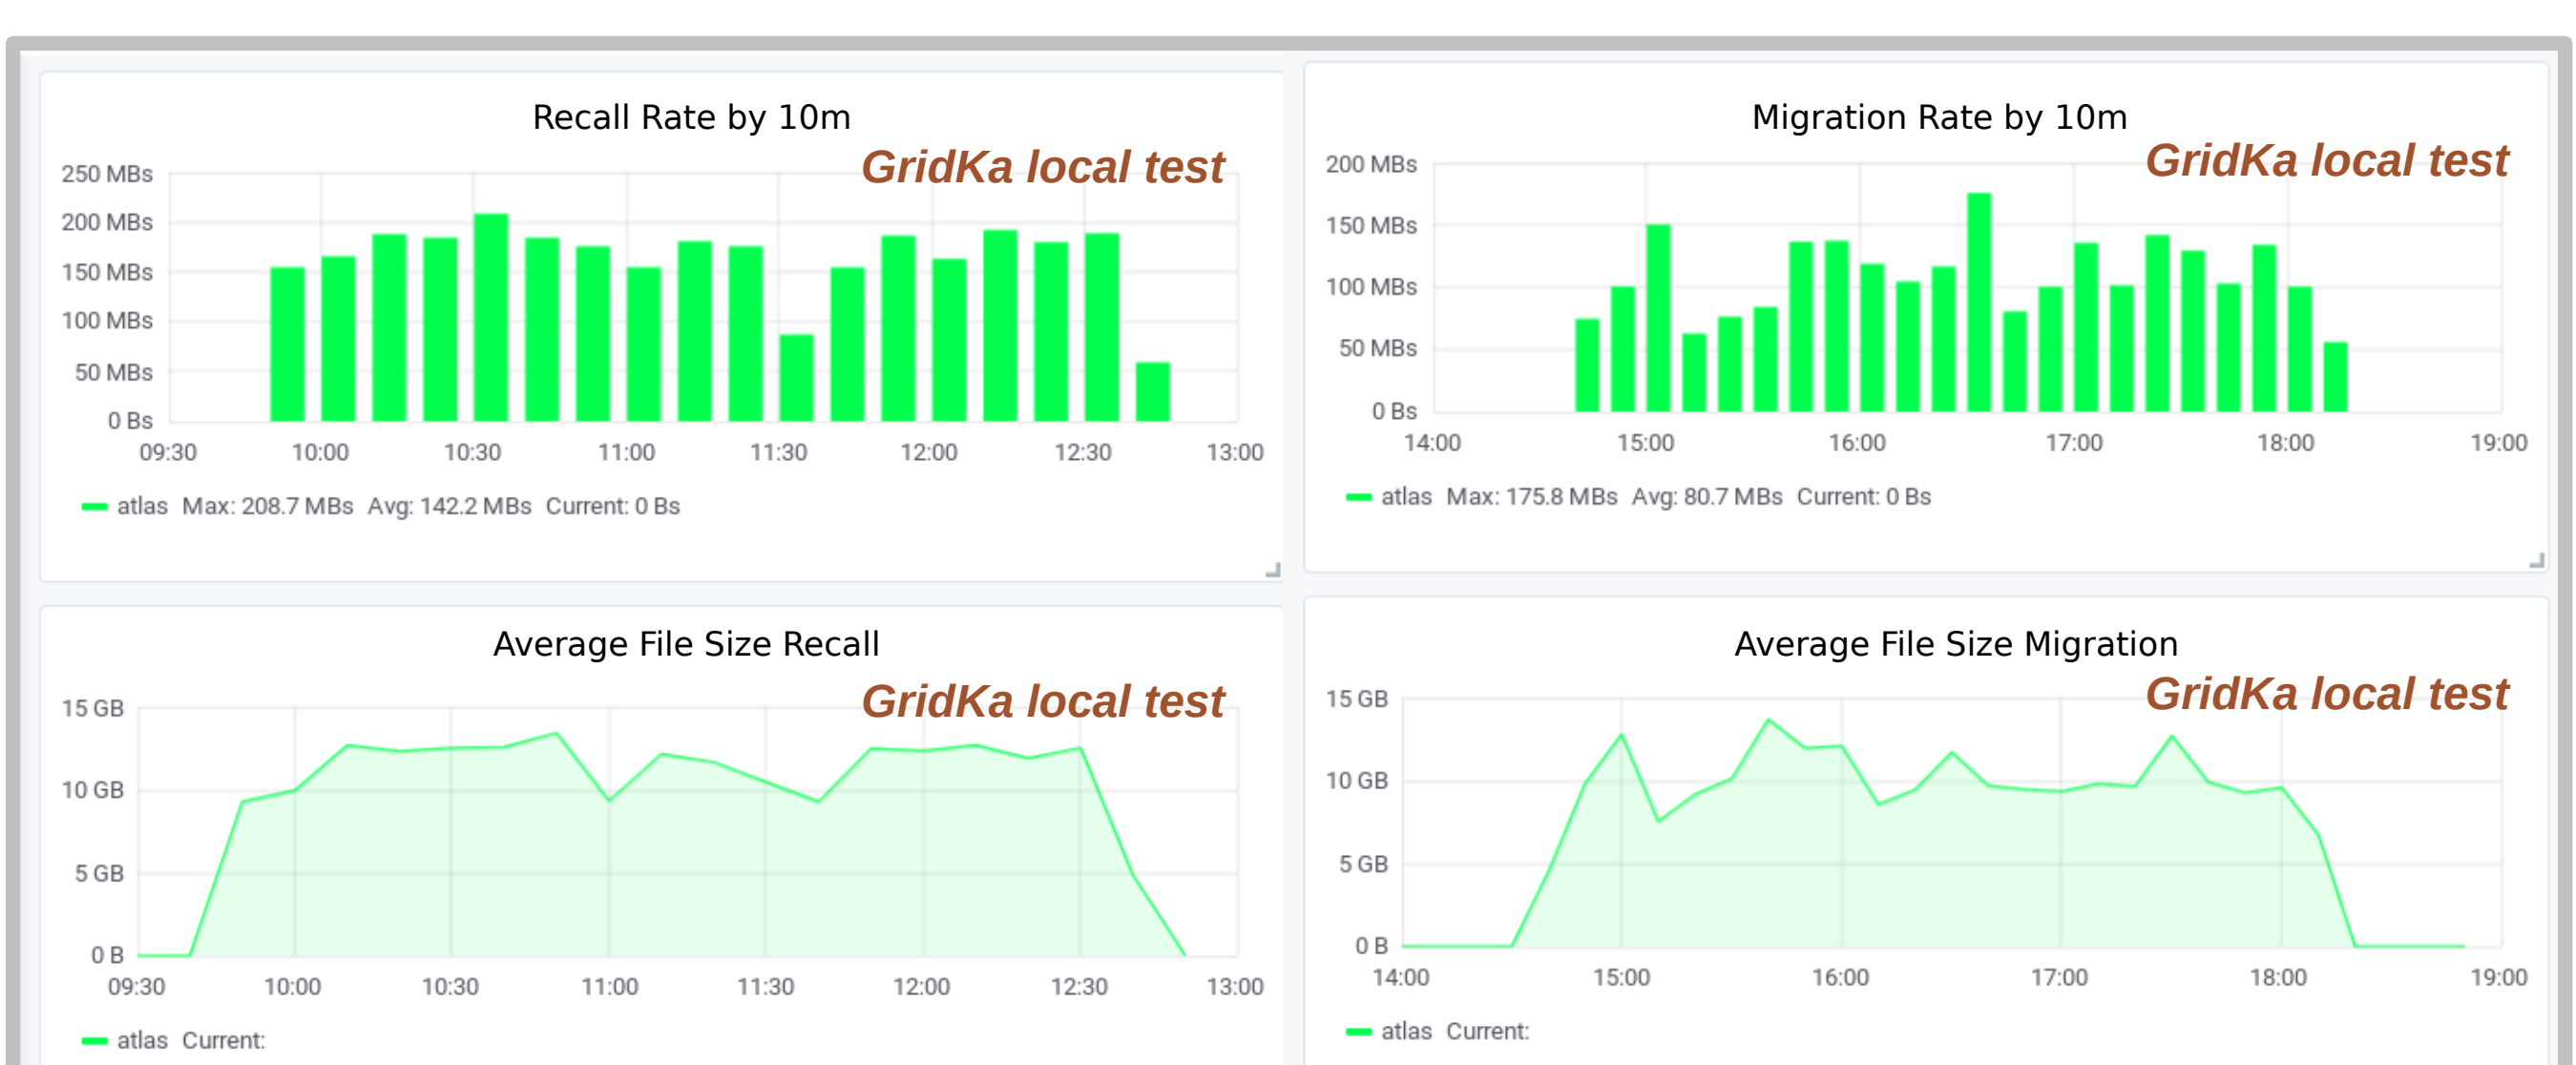 Recall Rate by 10m
GridKa local test
250 MBs
200 MBs
150 MBs
100 MBs
50 MBs
0 Bs
09:30 10:00 10:30 11:00 11:30 12:00 12:30 13:00
atlas Max: 208.7 MBs Avg: 142.2 MBs Current: 0 Bs
Migration Rate by 10m
GridKa local test
200 MBs
150 MBs
100 MBs
50 MBs
0 Bs
14:00 15:00 16:00 17:00 18:00 19:00
atlas Max: 175.8 MBs Avg: 80.7 MBs Current: 0 Bs
Average File Size Recall
GridKa local test
15 GB
10 GB
5 GB
0 B
09:30 10:00 10:30 11:00 11:30 12:00 12:30 13:00
atlas Current:
Average File Size Migration
GridKa local test
15 GB
10 GB
5 GB
0 B
14:00 15:00 16:00 17:00 18:00 19:00
atlas Current: